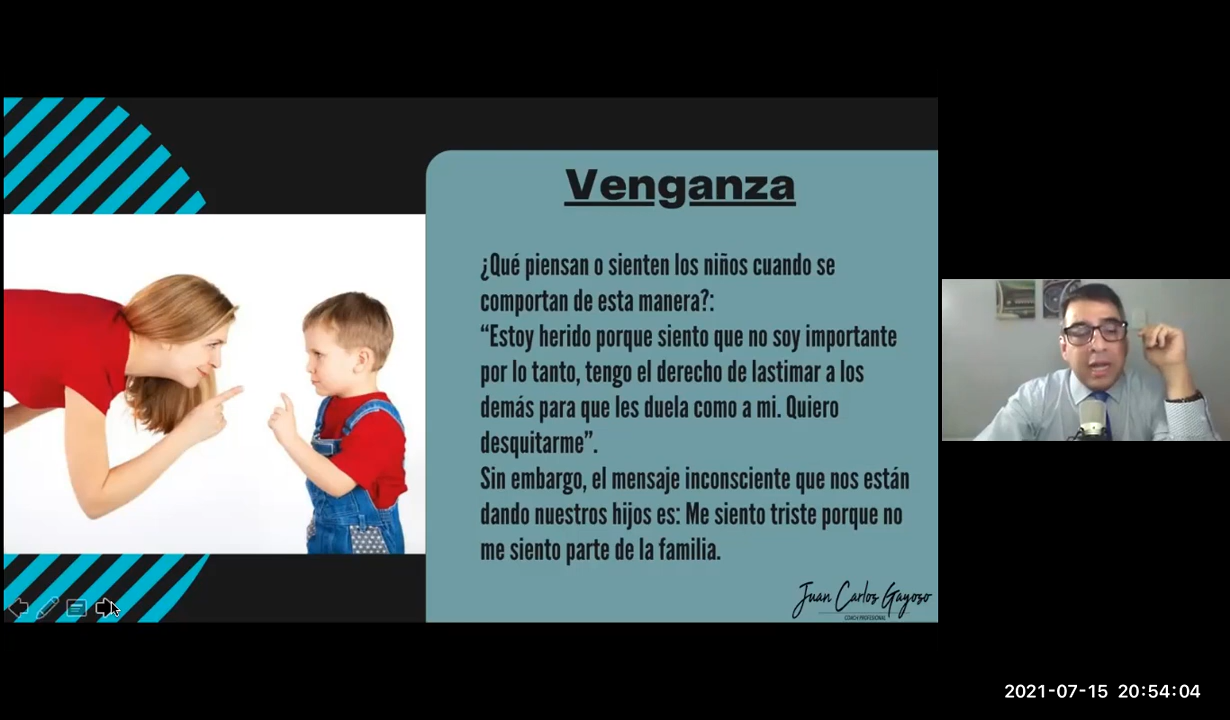 Venganza
¿Qué piensan o sienten los niños cuando se
comportan de esta manera?:
“Estoy herido porque siento que no soy importante
por lo tanto, tengo el derecho de lastimar a los
demás para que les duela como a mi. Quiero
desquitarme”.
Sin embargo, el mensaje inconsciente que nos están
dando nuestros hijos es: Me siento triste porque no
me siento parte de la familia.
Juan Carlos Gayoso
COACH PROFESIONAL
2021-07-15 20:54:04